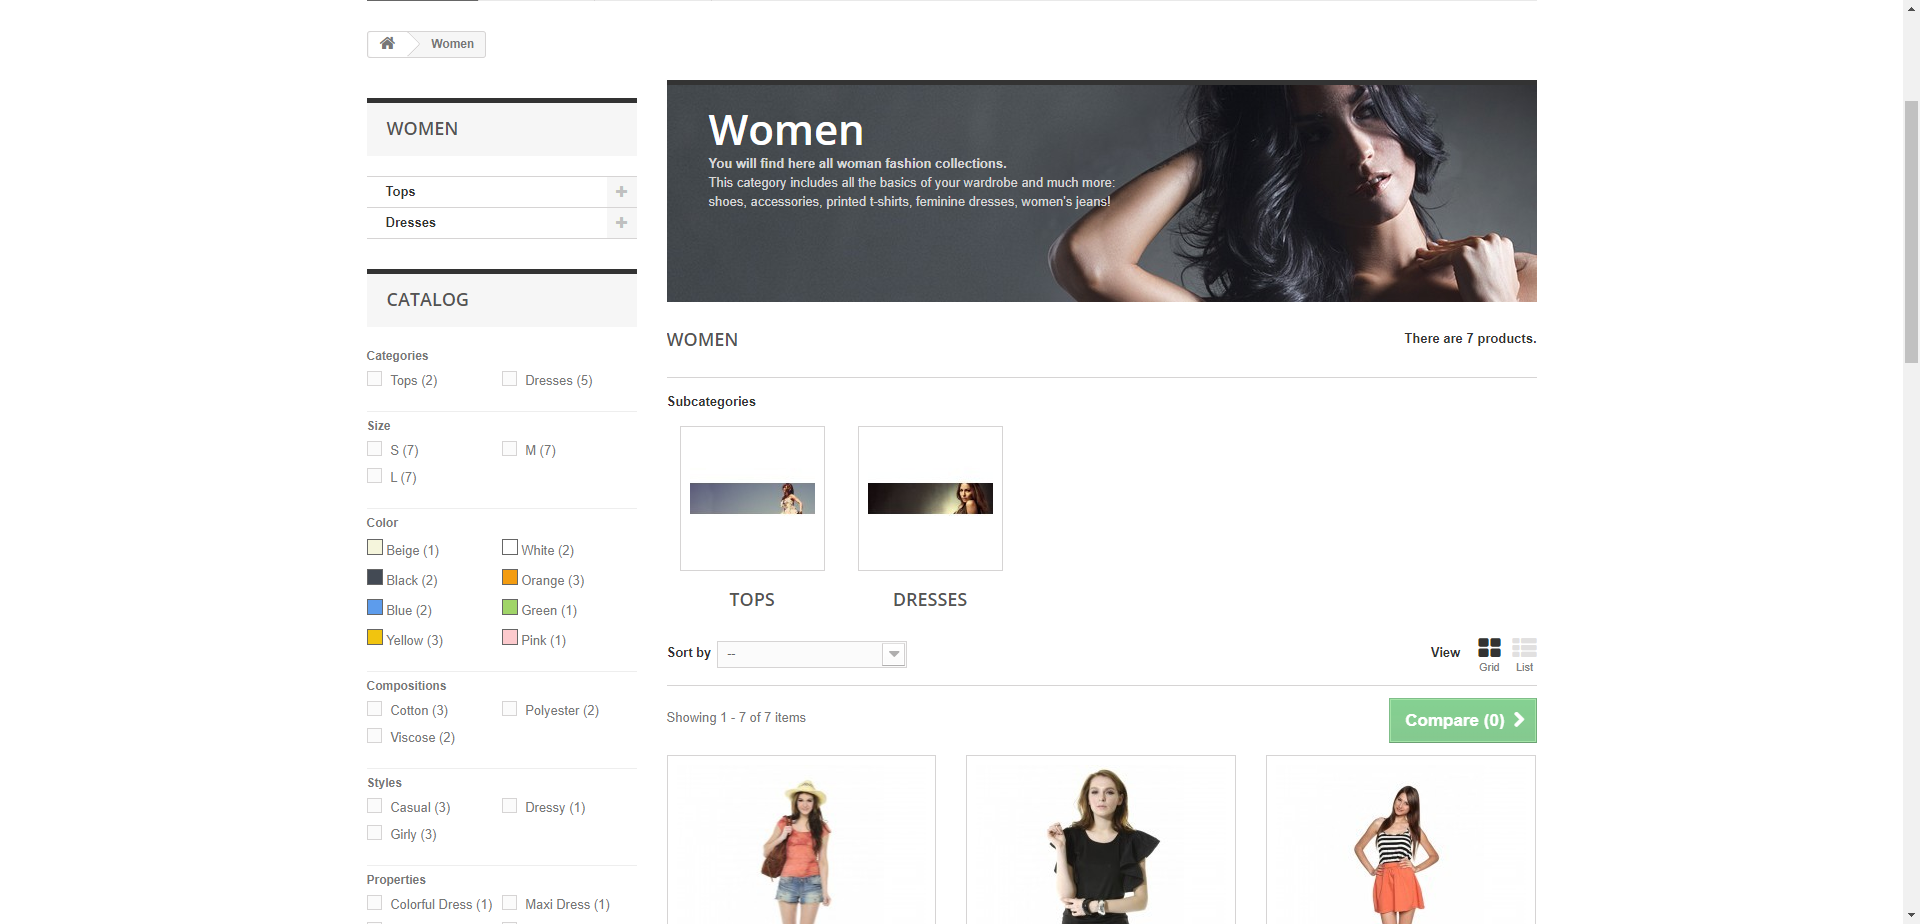 Women
WOMEN
Tops
Dresses
CATALOG
Categories
Tops (2)
Dresses (5)
Size
S (7)
M (7)
L (7)
Color
Beige (1)
White (2)
Black (2)
Orange (3)
Blue (2)
Green (1)
Yellow (3)
Pink (1)
Compositions
Cotton (3)
Polyester (2)
Viscose (2)
Styles
Casual (3)
Dressy (1)
Girly (3)
Properties
Colorful Dress (1)
Maxi Dress (1)
Women
You will find here all woman fashion collections.
This category includes all the basics of your wardrobe and much more:
shoes, accessories, printed t-shirts, feminine dresses, women's jeans!
WOMEN
There are 7 products.
Subcategories
TOPS
DRESSES
Sort by
--
View
Grid
List
Showing 1 - 7 of 7 items
Compare (0)